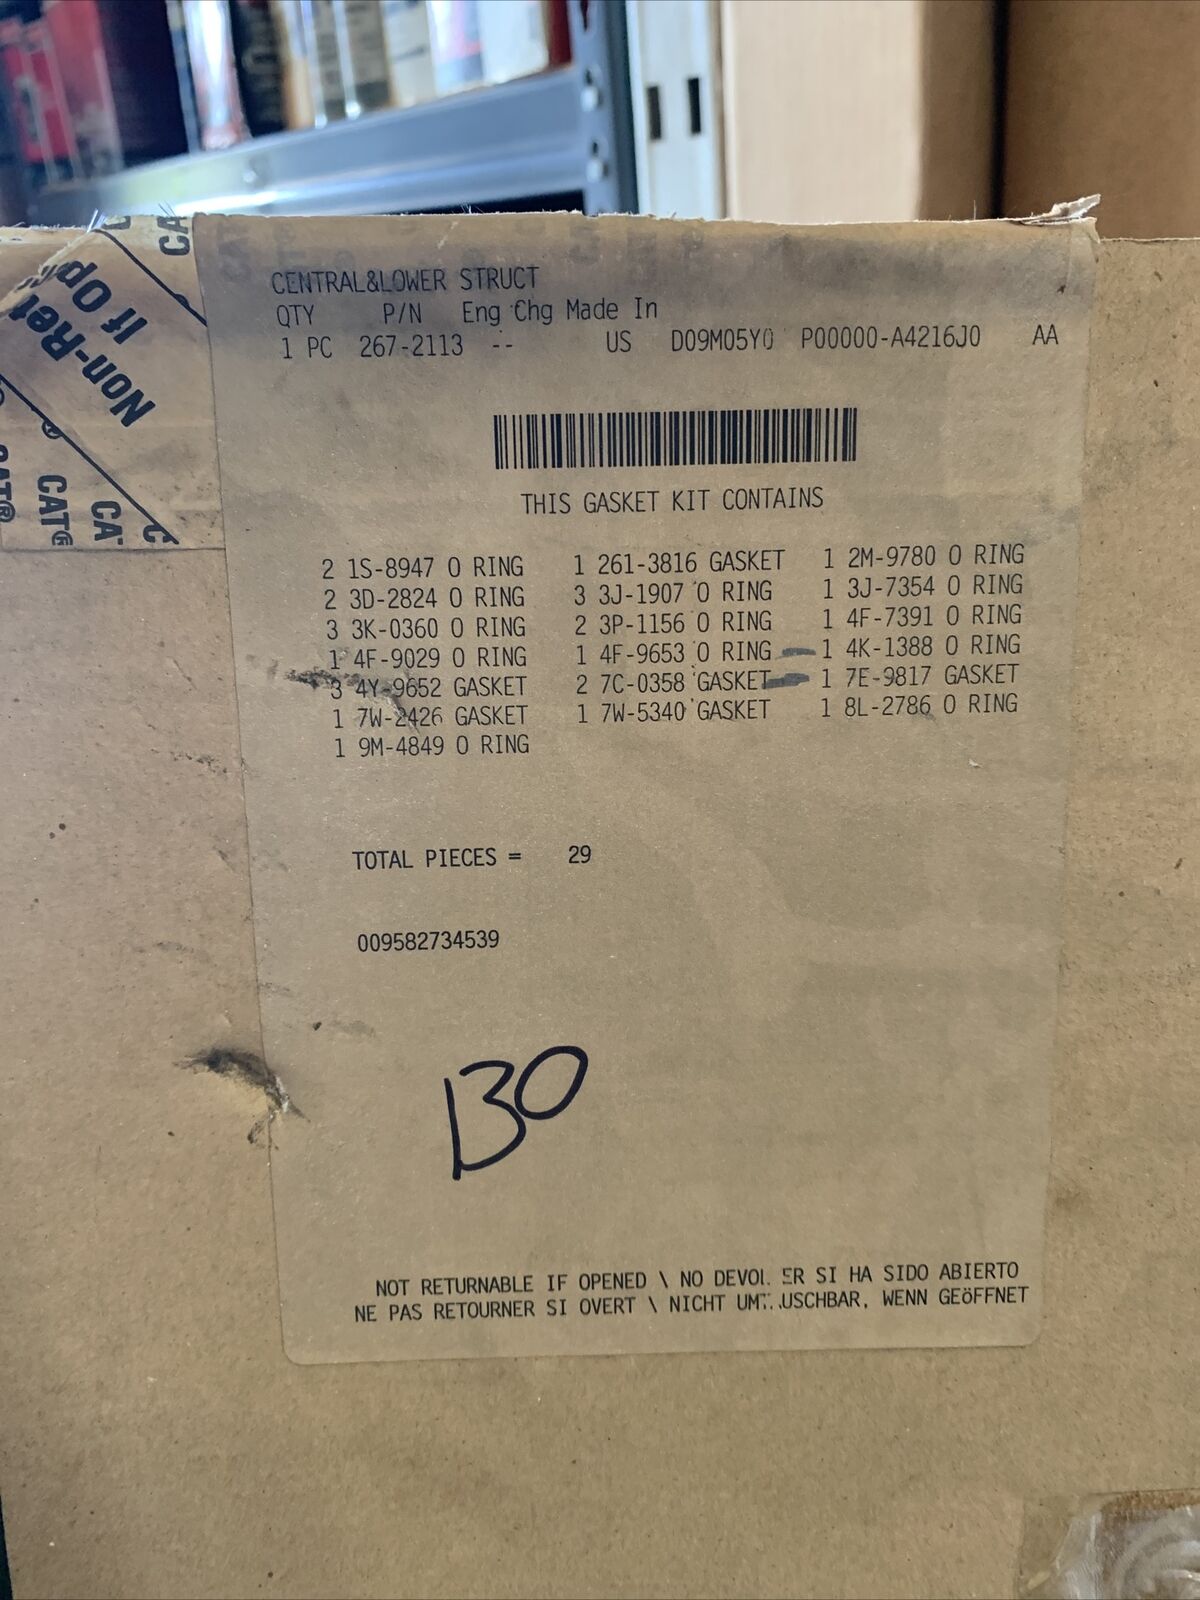 CA
Non-Ret
If Op
CAT®
CAT®
CA
C
CENTRAL&LOWER STRUCT
QTY P/N Eng Chg Made In
1 PC 267-2113 -- US D09M05Y0 P00000-A4216J0 AA
THIS GASKET KIT CONTAINS
2 1S-8947 O RING 1 261-3816 GASKET 1 2M-9780 O RING
2 3D-2824 O RING 3 3J-1907 O RING 1 3J-7354 O RING
3 3K-0360 O RING 2 3P-1156 O RING 1 4F-7391 O RING
1 4F-9029 O RING 1 4F-9653 O RING 1 4K-1388 O RING
3 4Y-9652 GASKET 2 7C-0358 GASKET 1 7E-9817 GASKET
1 7W-2426 GASKET 1 7W-5340 GASKET 1 8L-2786 O RING
1 9M-4849 O RING
TOTAL PIECES = 29
009582734539
130
NOT RETURNABLE IF OPENED \ NO DEVOL ER SI HA SIDO ABIERTO
NE PAS RETOURNER SI OVERT \ NICHT UMT USCHBAR, WENN GEÖFFNET